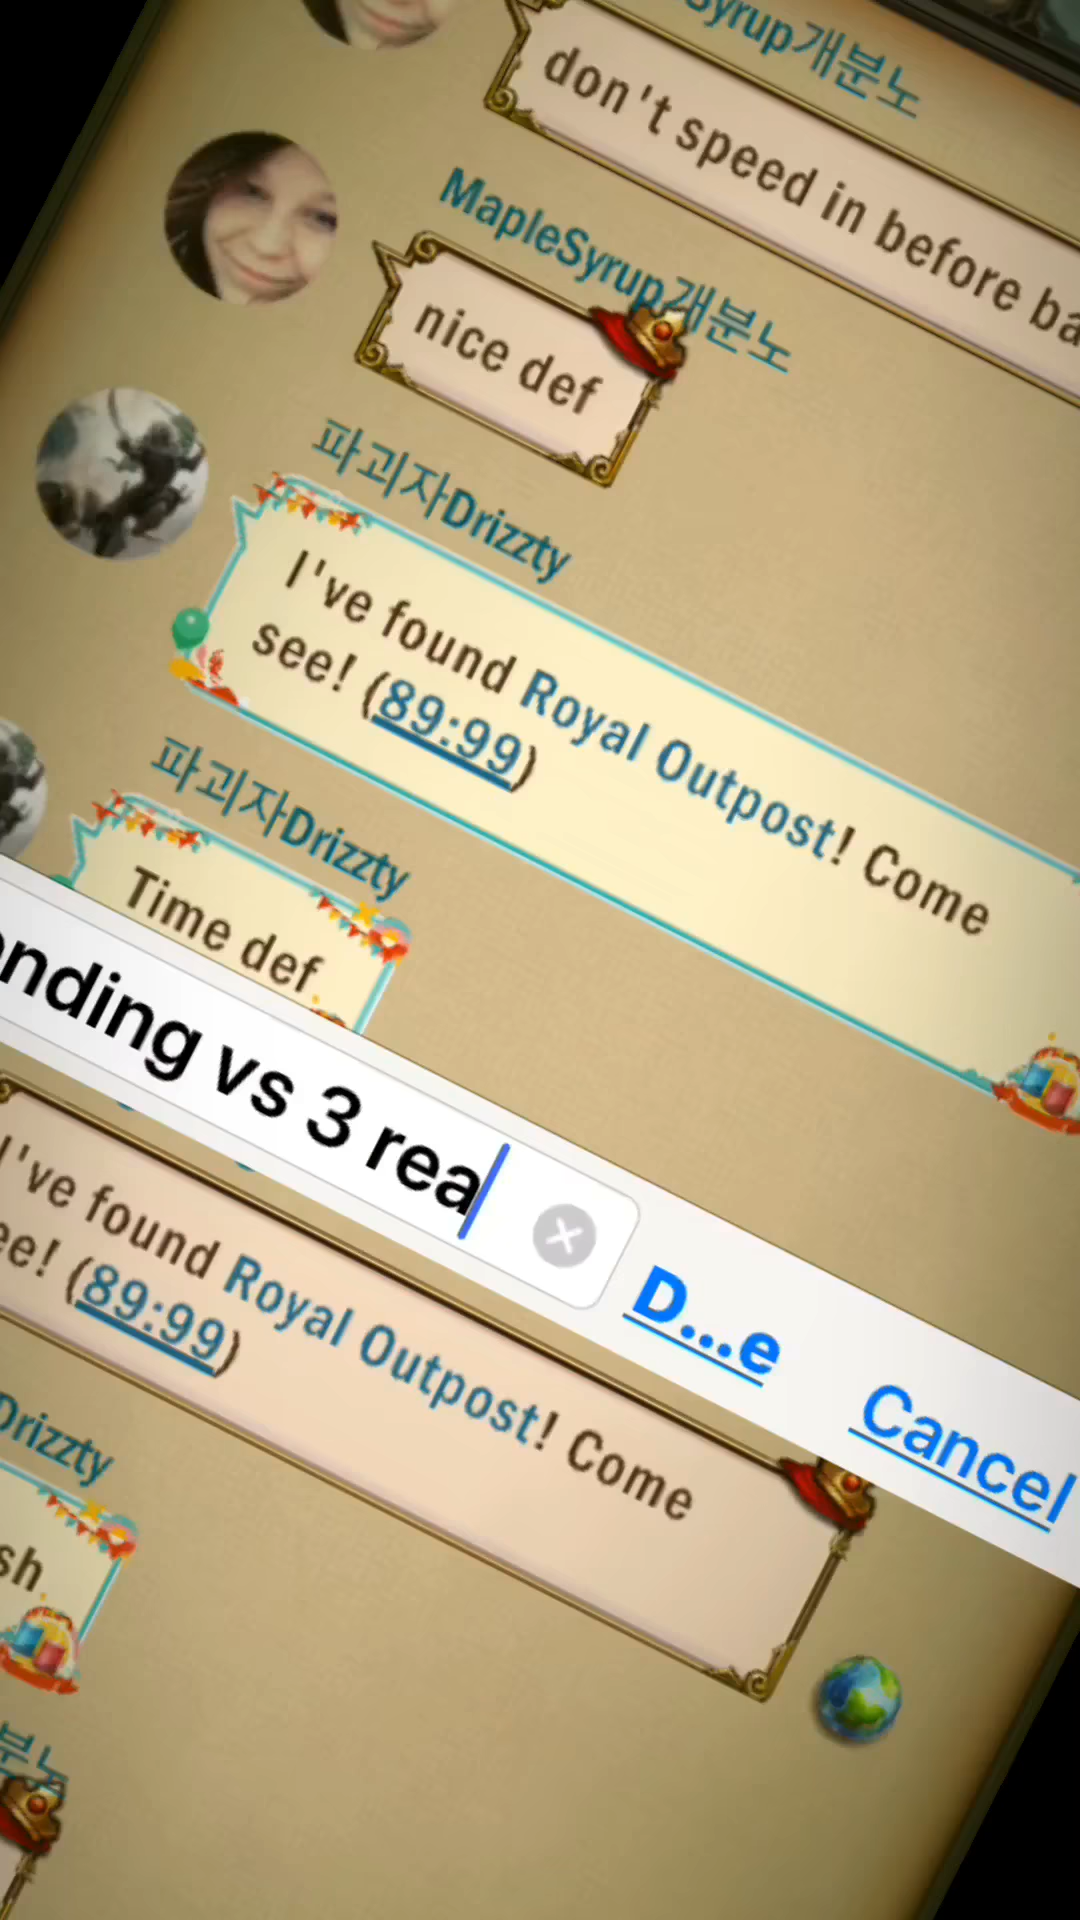 Syrup개분노
don't speed in before ba
MapleSyrup개분노
nice def
파괴자Drizzty
I've found Royal Outpost! Come
see! (89:99)
파괴자Drizzty
Time def
nding vs 3 rea
D...e
Cancel
I've found Royal Outpost! Come
ee! (89:99)
Drizzty
sh
분노